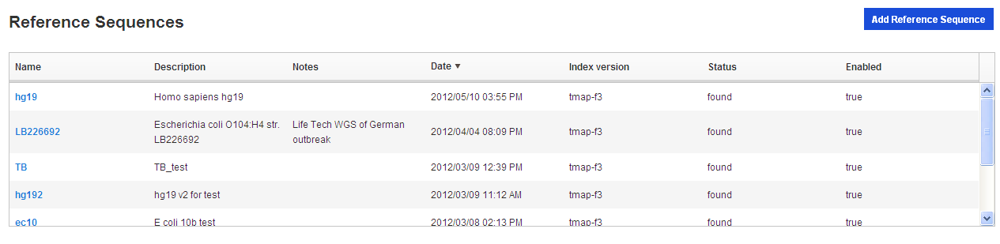 Reference Sequences
Add Reference Sequence
Name Description Notes Date Index version Status Enabled
hg19 Homo sapiens hg19 2012/05/10 03:55 PM tmap-f3 found true
LB226692 Escherichia coli O104:H4 str. Life Tech WGS of German 2012/04/04 08:09 PM tmap-f3 found true
LB226692 outbreak
TB TB_test 2012/03/09 12:39 PM tmap-f3 found true
hg192 hg19 v2 for test 2012/03/09 11:12 AM tmap-f3 found true
ec10 E coli 10b test 2012/03/08 02:13 PM tmap-f3 found true